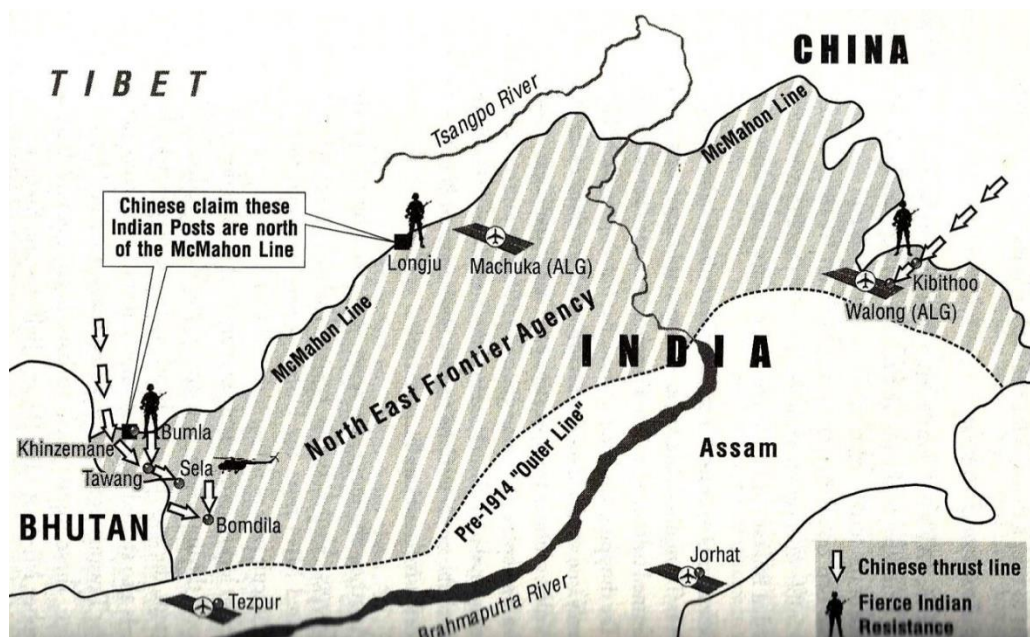 CHINA
TIBET
Tsangpo River
McMahon Line
Chinese claim these
Indian Posts are north
of the McMahon Line
Longju
Machuka (ALG)
Kibithoo
Walong (ALG)
McMahon Line
North East Frontier Agency
INDIA
Bumla
Khinzemane
Tawang
Sela
Pre-1914 "Outer Line"
Assam
BHUTAN
Bomdila
Jorhat
Tezpur
Brahmaputra River
Chinese thrust line
Fierce Indian
Resistance